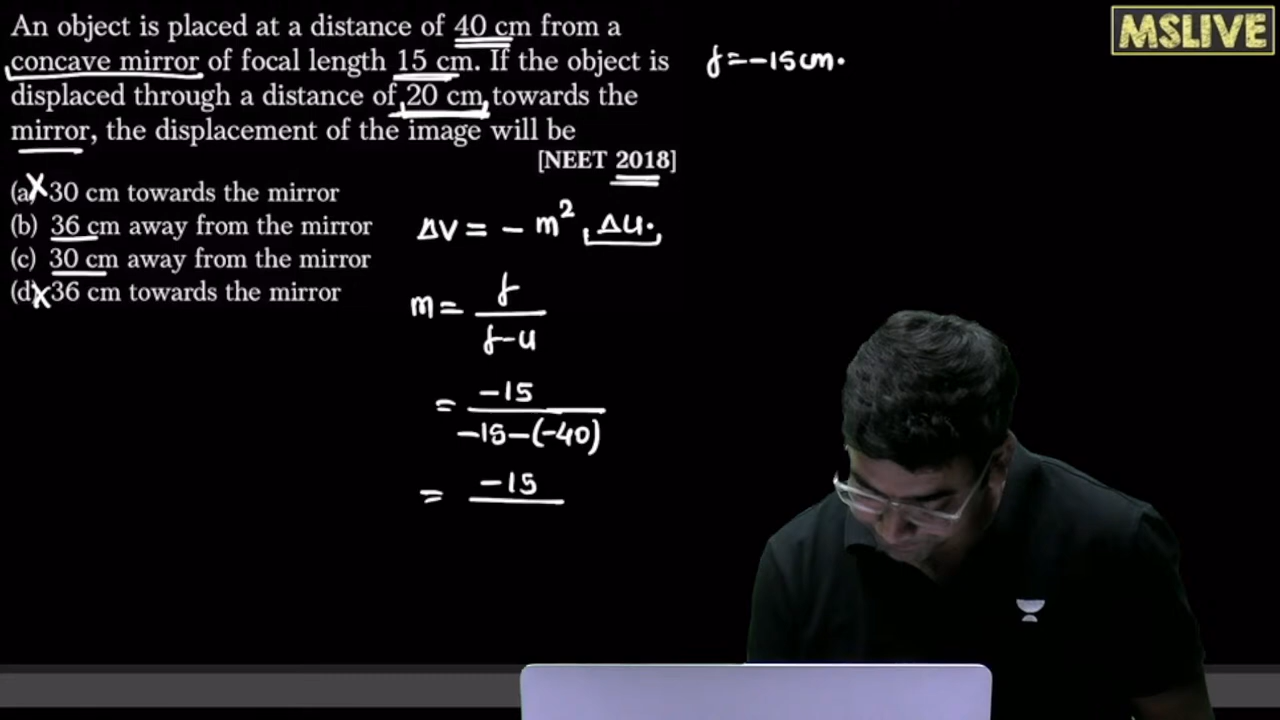 An object is placed at a distance of 40 cm from a
concave mirror of focal length 15 cm. If the object is
displaced through a distance of 20 cm towards the
mirror, the displacement of the image will be
[NEET 2018]
(a) 30 cm towards the mirror
(b) 36 cm away from the mirror
(c) 30 cm away from the mirror
(d) 36 cm towards the mirror
MSLIVE
f = -15 cm.
Δv = - m² . Δu.
m = f
f-u
= -15
-15-(-40)
= -15